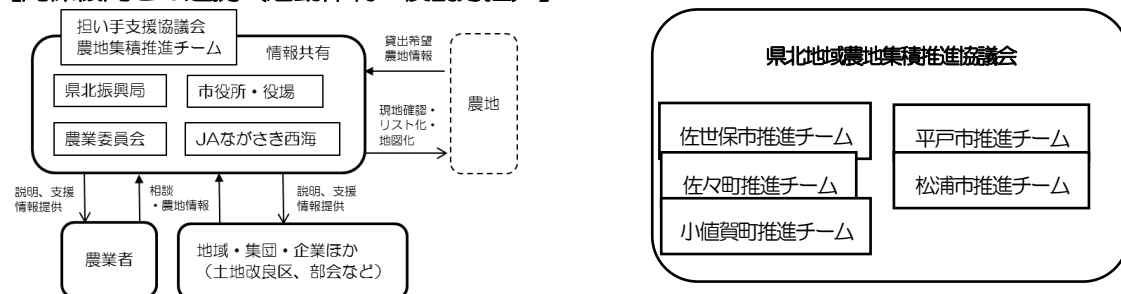 担い手支援協議会
農地集積推進チーム
情報共有
県北振興局
市役所・役場
農業委員会
JAながさき西海
貸出希望
農地情報
現地確認・
リスト化・
地図化
農地
説明、支援
情報提供
相談
・農地情報
説明、支援
情報提供
農業者
地域・集団・企業ほか
（土地改良区、部会など）
県北地域農地集積推進協議会
佐世保市推進チーム
平戸市推進チーム
佐々町推進チーム
松浦市推進チーム
小値賀町推進チーム